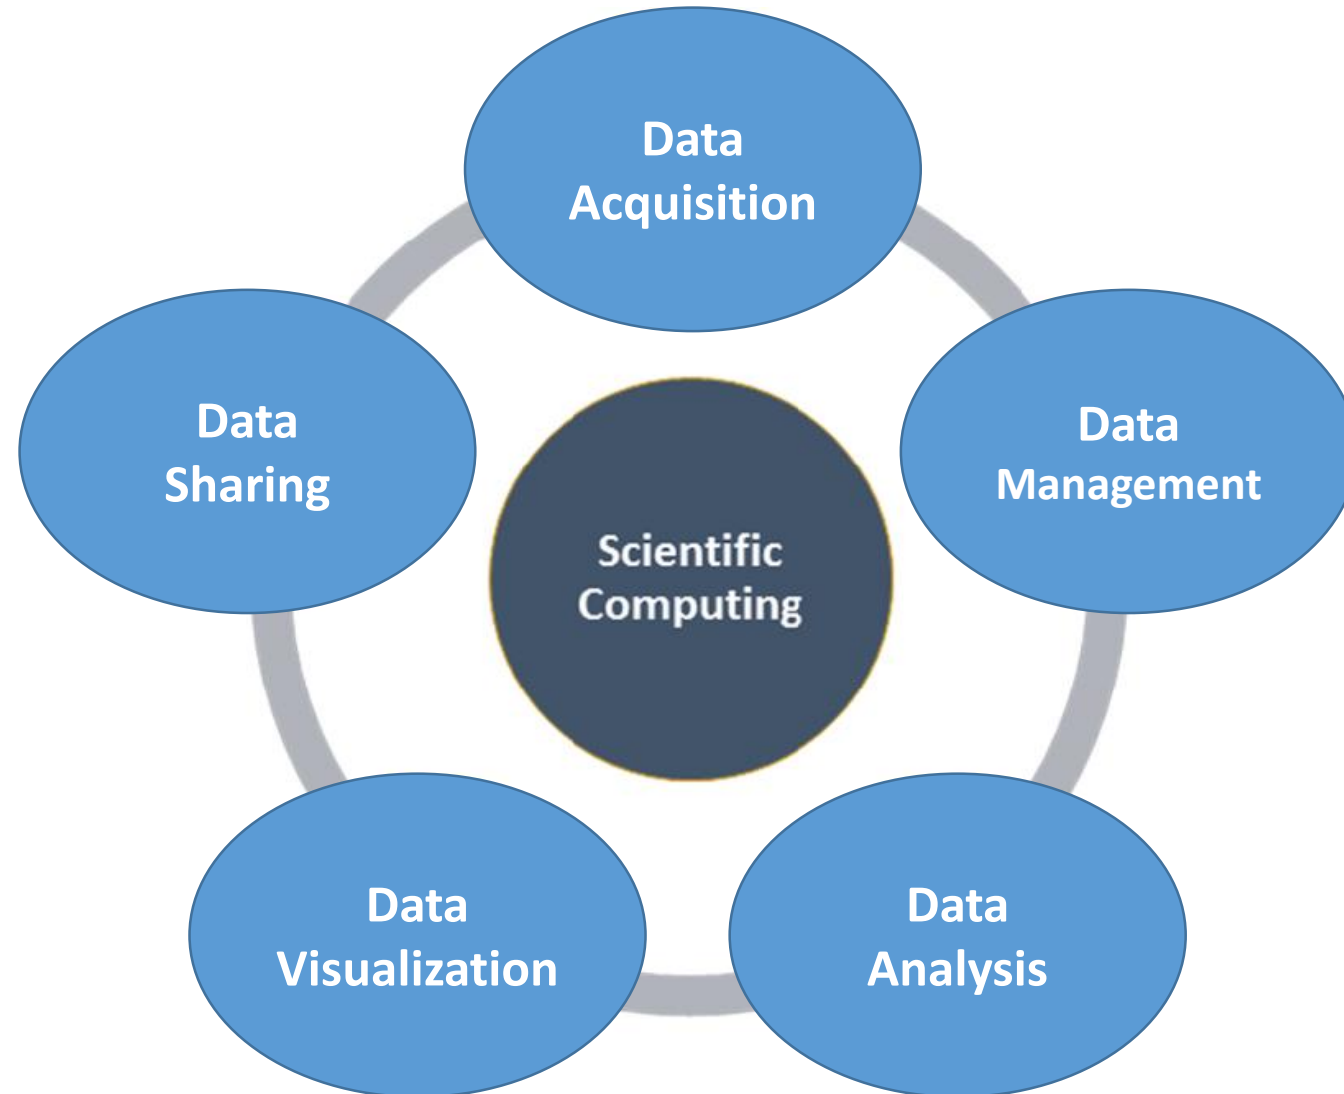 Data
Acquisition
Data
Sharing
Data
Management
Scientific
Computing
Data
Visualization
Data
Analysis